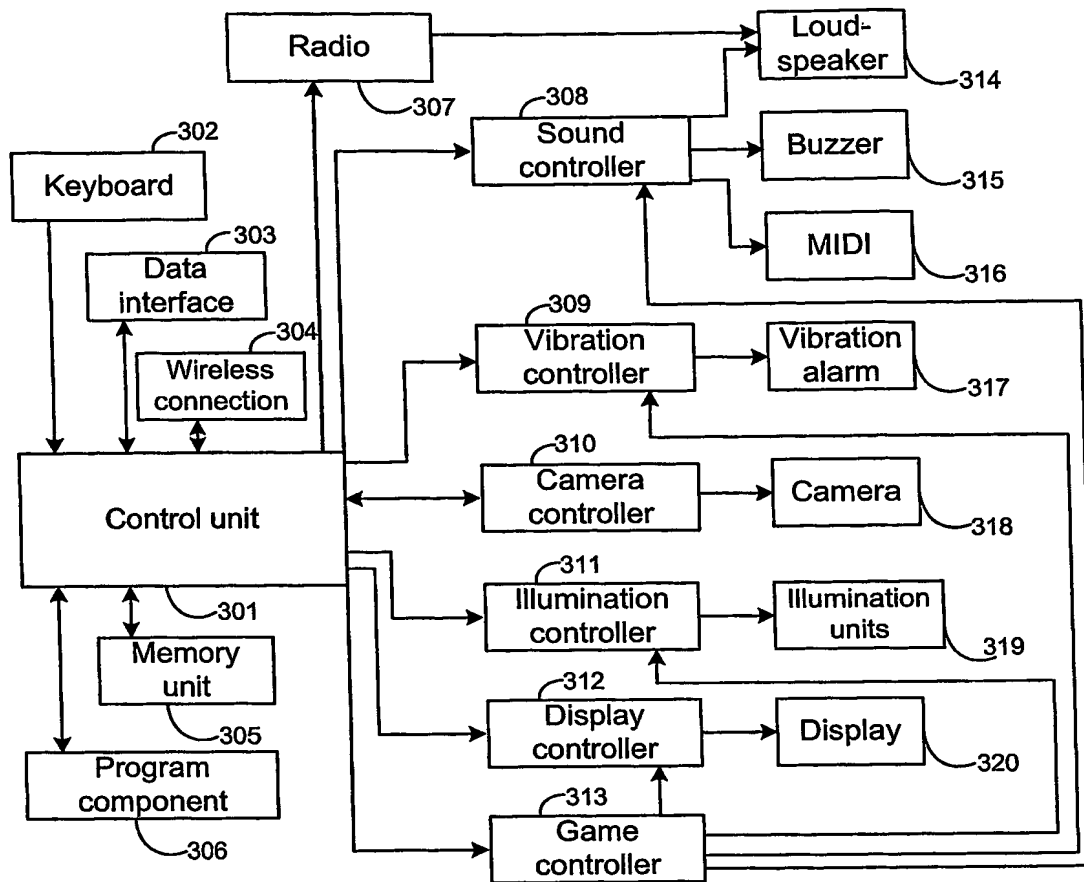 Radio
307
Loud-
speaker
314
302
Keyboard
308
Sound
controller
Buzzer
315
303
Data
interface
MIDI
316
304
Wireless
connection
309
Vibration
controller
Vibration
alarm
317
310
Camera
controller
Camera
318
Control unit
301
311
Illumination
controller
Illumination
units
319
Memory
unit
305
312
Display
controller
Display
320
Program
component
306
313
Game
controller